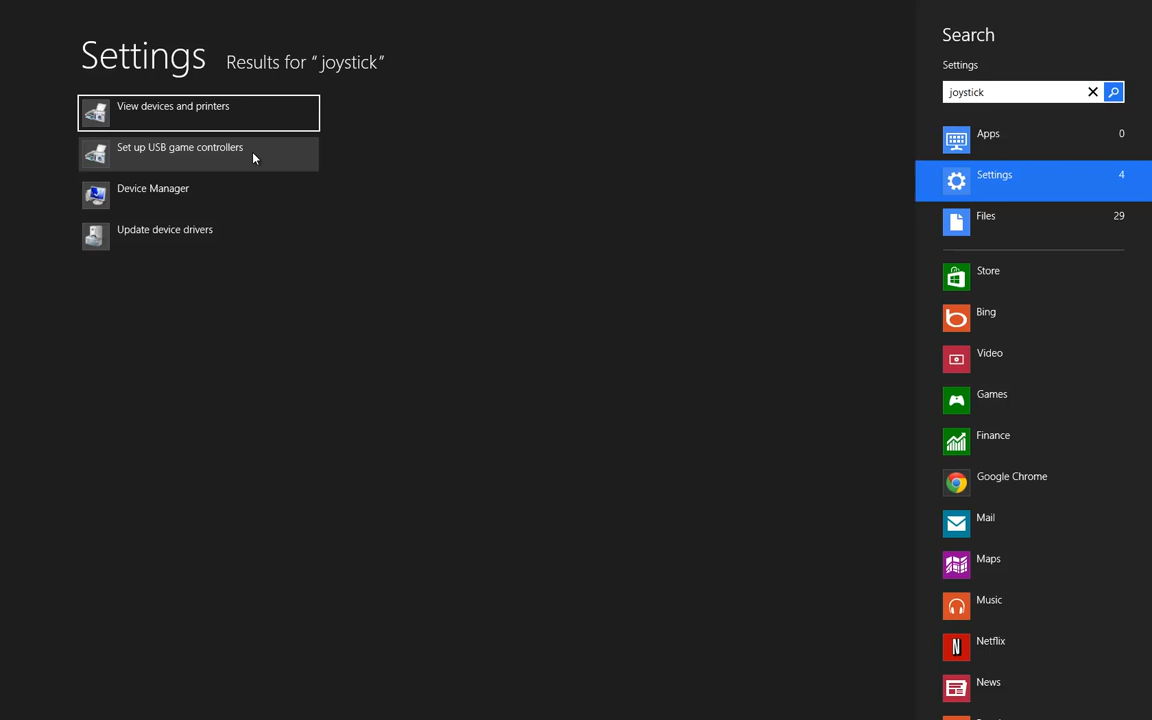 Settings Results for “joystick”
View devices and printers
Set up USB game controllers
Device Manager
Update device drivers
Search
Settings
joystick
Apps 0
Settings 4
Files 29
Store
Bing
Video
Games
Finance
Google Chrome
Mail
Maps
Music
Netflix
News